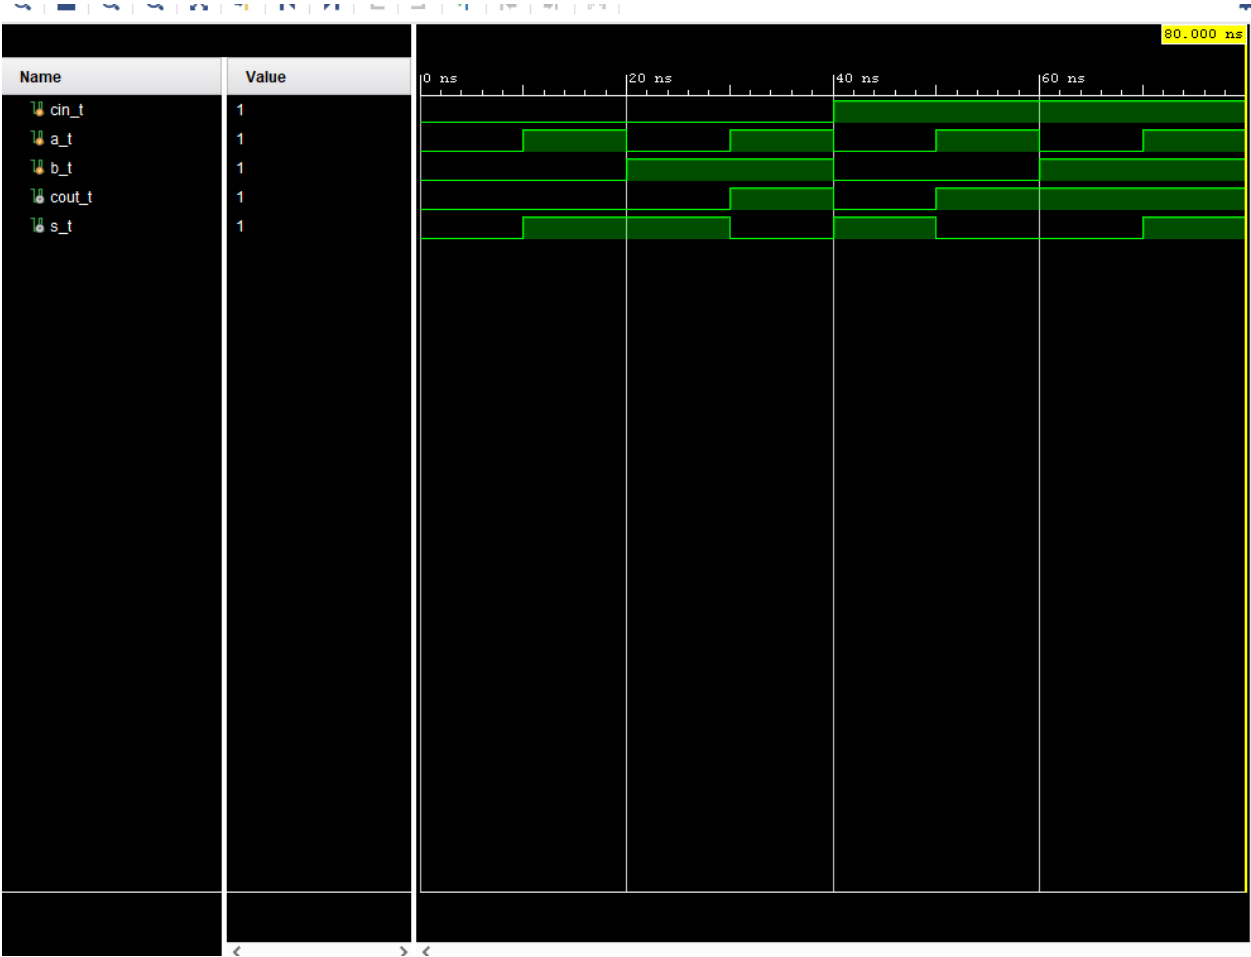 80.000 ns
Name Value 0 ns 20 ns 40 ns 60 ns
cin_t 1
a_t 1
b_t 1
cout_t 1
s_t 1